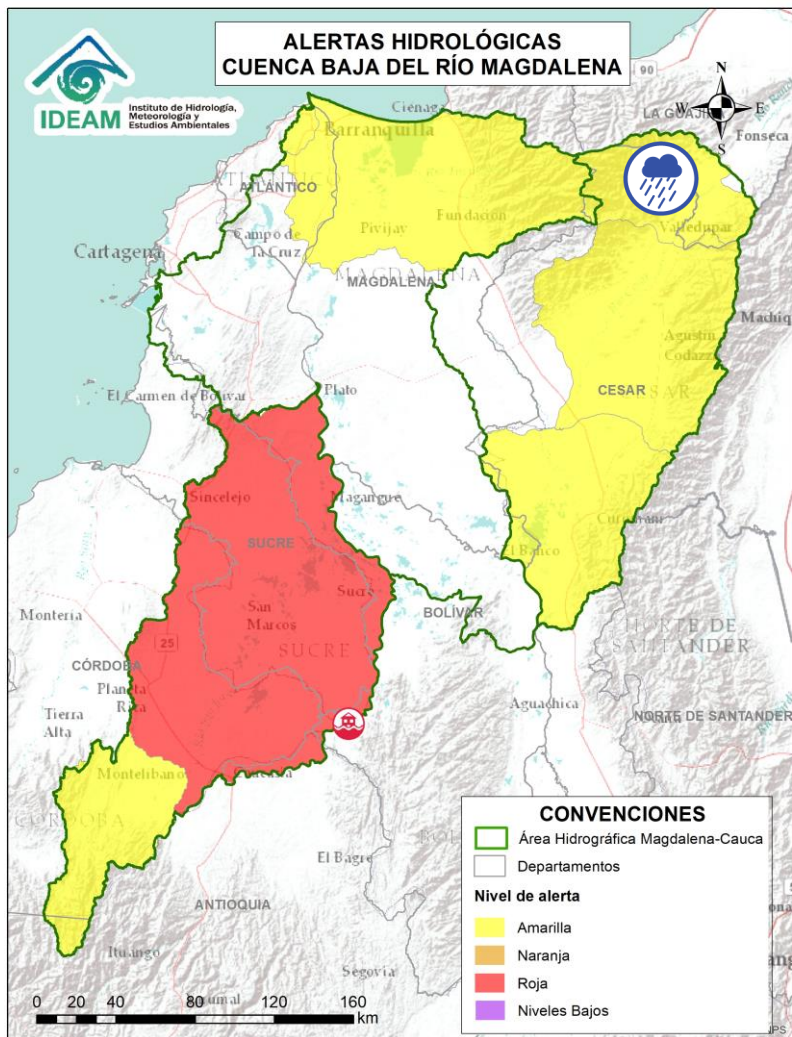 ALERTAS HIDROLÓGICAS
CUENCA BAJA DEL RÍO MAGDALENA
IDEAM
Instituto de Hidrología,
Meteorología y
Estudios Ambientales
N
W
E
S
90
LA GUAJI
Fonseca
Ciénaga
Barranquilla
ATLÁNTICO
Pivijay
Fundación
Valledupar
Cartagena
Campo de
la Cruz
MAGDALENA
MAGDALENA
Machiq
Agustín
Codazzi
CESAR
El Carmen de Bolívar
Plato
Sincelejo
Magangué
SUCRE
El Banco
San
Marcos
Sucre
SUCRE
BOLÍVAR
Montería
25
CÓRDOBA
Planeta
Rica
Tierra
Alta
NORTE DE
SANTANDER
NORTE DE SANTANDER
Aguachica
Montelíbano
CÓRDOBA
El Bagre
ANTIOQUIA
Ituango
Segovia
CONVENCIONES
Área Hidrográfica Magdalena-Cauca
Departamentos
Nivel de alerta
Amarilla
Naranja
Roja
Niveles Bajos
0 20 40 80 120 160
km